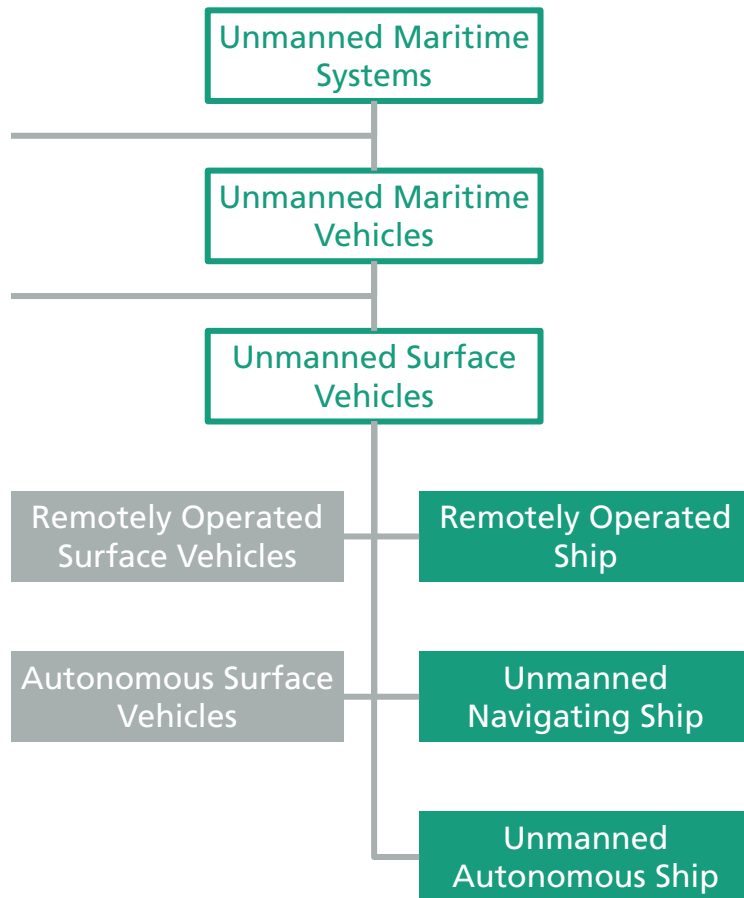 Unmanned Maritime
Systems
Unmanned Maritime
Vehicles
Unmanned Surface
Vehicles
Remotely Operated
Surface Vehicles
Remotely Operated
Ship
Autonomous Surface
Vehicles
Unmanned
Navigating Ship
Unmanned
Autonomous Ship